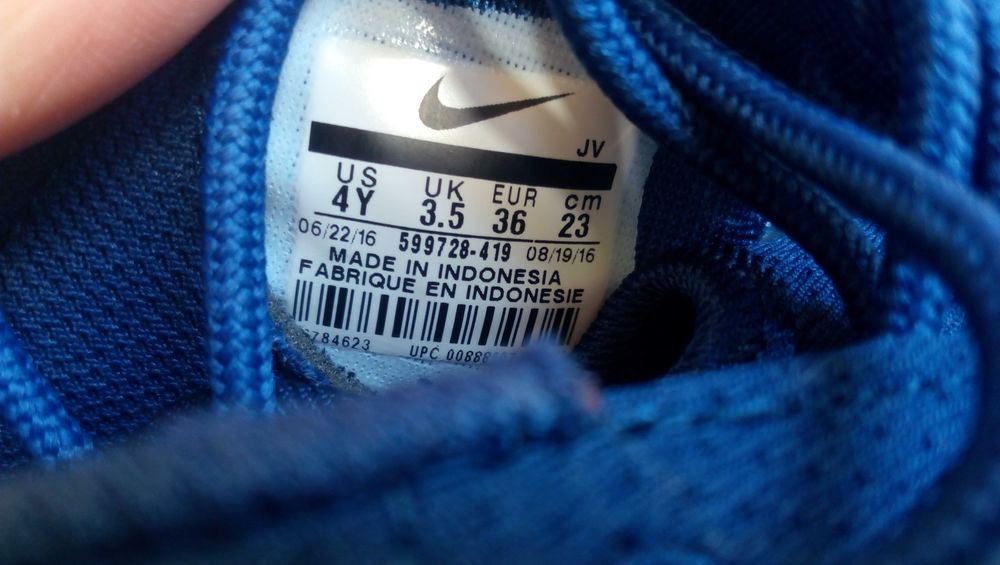 JV
US UK EUR cm
4Y 3.5 36 23
06/22/16 599728-419 08/19/16
MADE IN INDONESIA
FABRIQUE EN INDONESIE
784623 UPC 00888